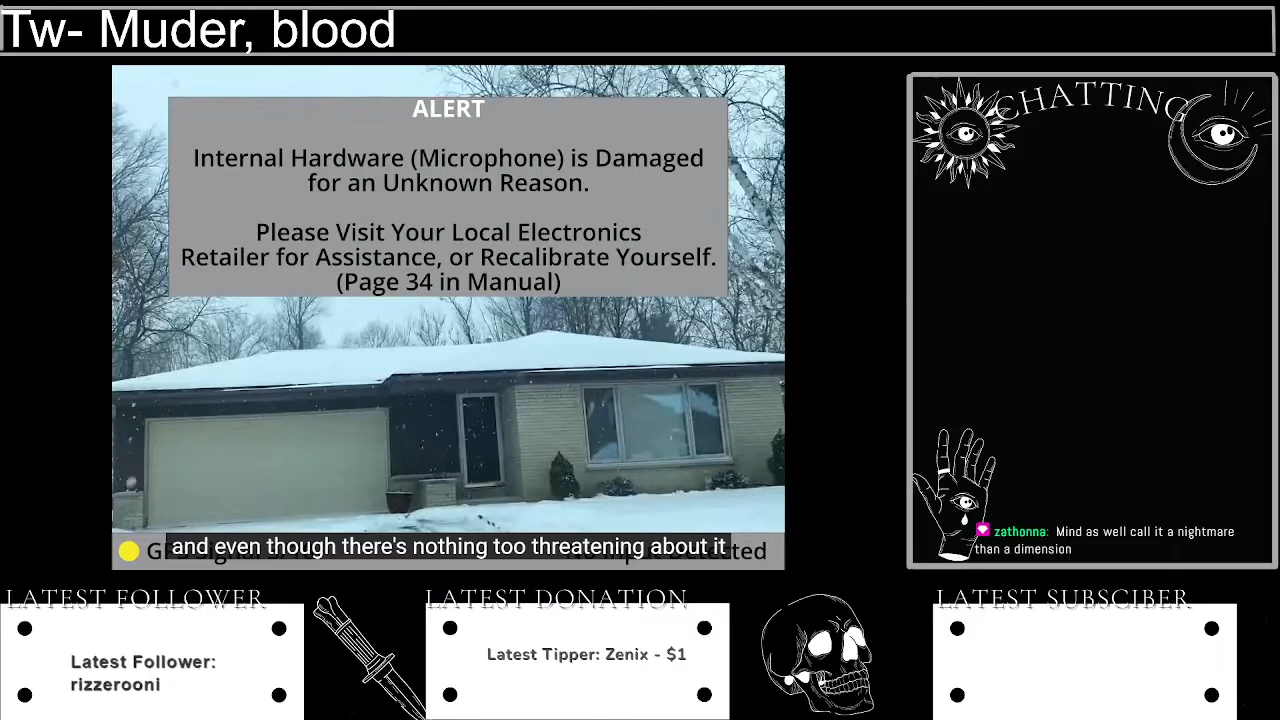 Tw- Muder, blood
ALERT
Internal Hardware (Microphone) is Damaged
for an Unknown Reason.
Please Visit Your Local Electronics
Retailer for Assistance, or Recalibrate Yourself.
(Page 34 in Manual)
and even though there's nothing too threatening about it
CHATTING
zathonna: Mind as well call it a nightmare
than a dimension
LATEST FOLLOWER
Latest Follower:
rizzerooni
LATEST DONATION
Latest Tipper: Zenix - $1
LATEST SUBSCIBER